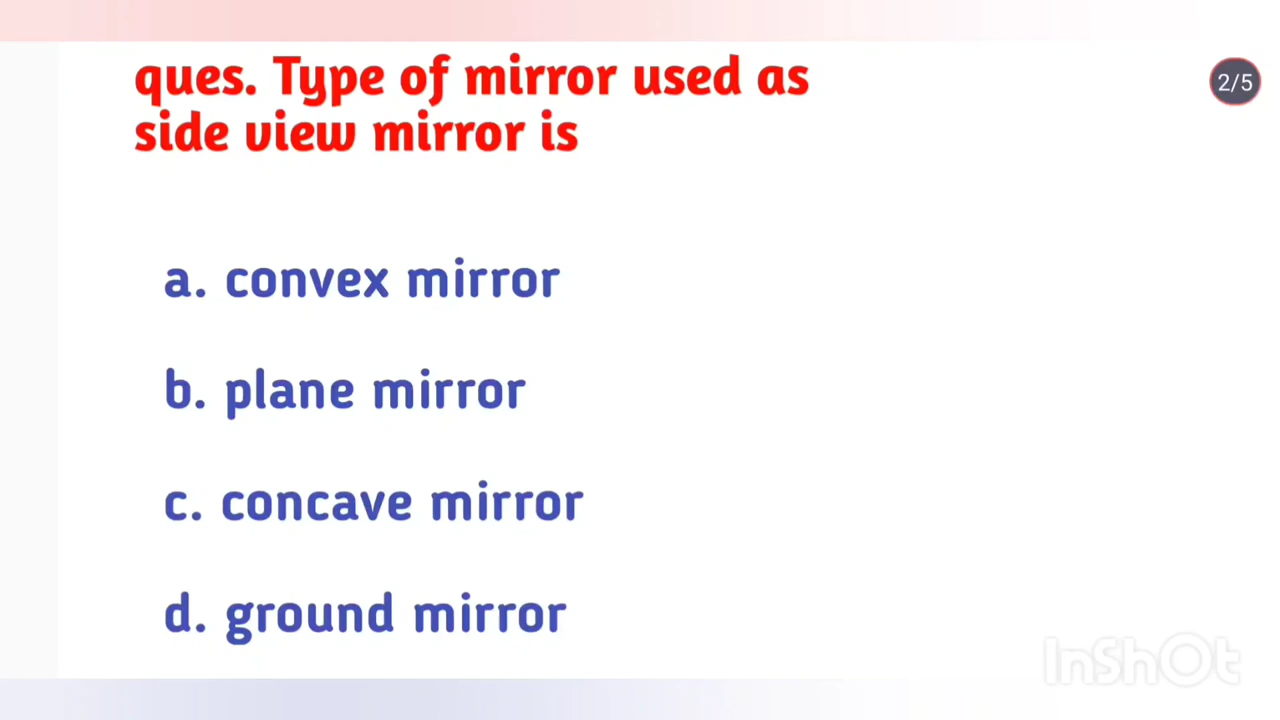 ques. Type of mirror used as
2/5
side view mirror is
a. convex mirror
b. plane mirror
c. concave mirror
d. ground mirror
InShOt